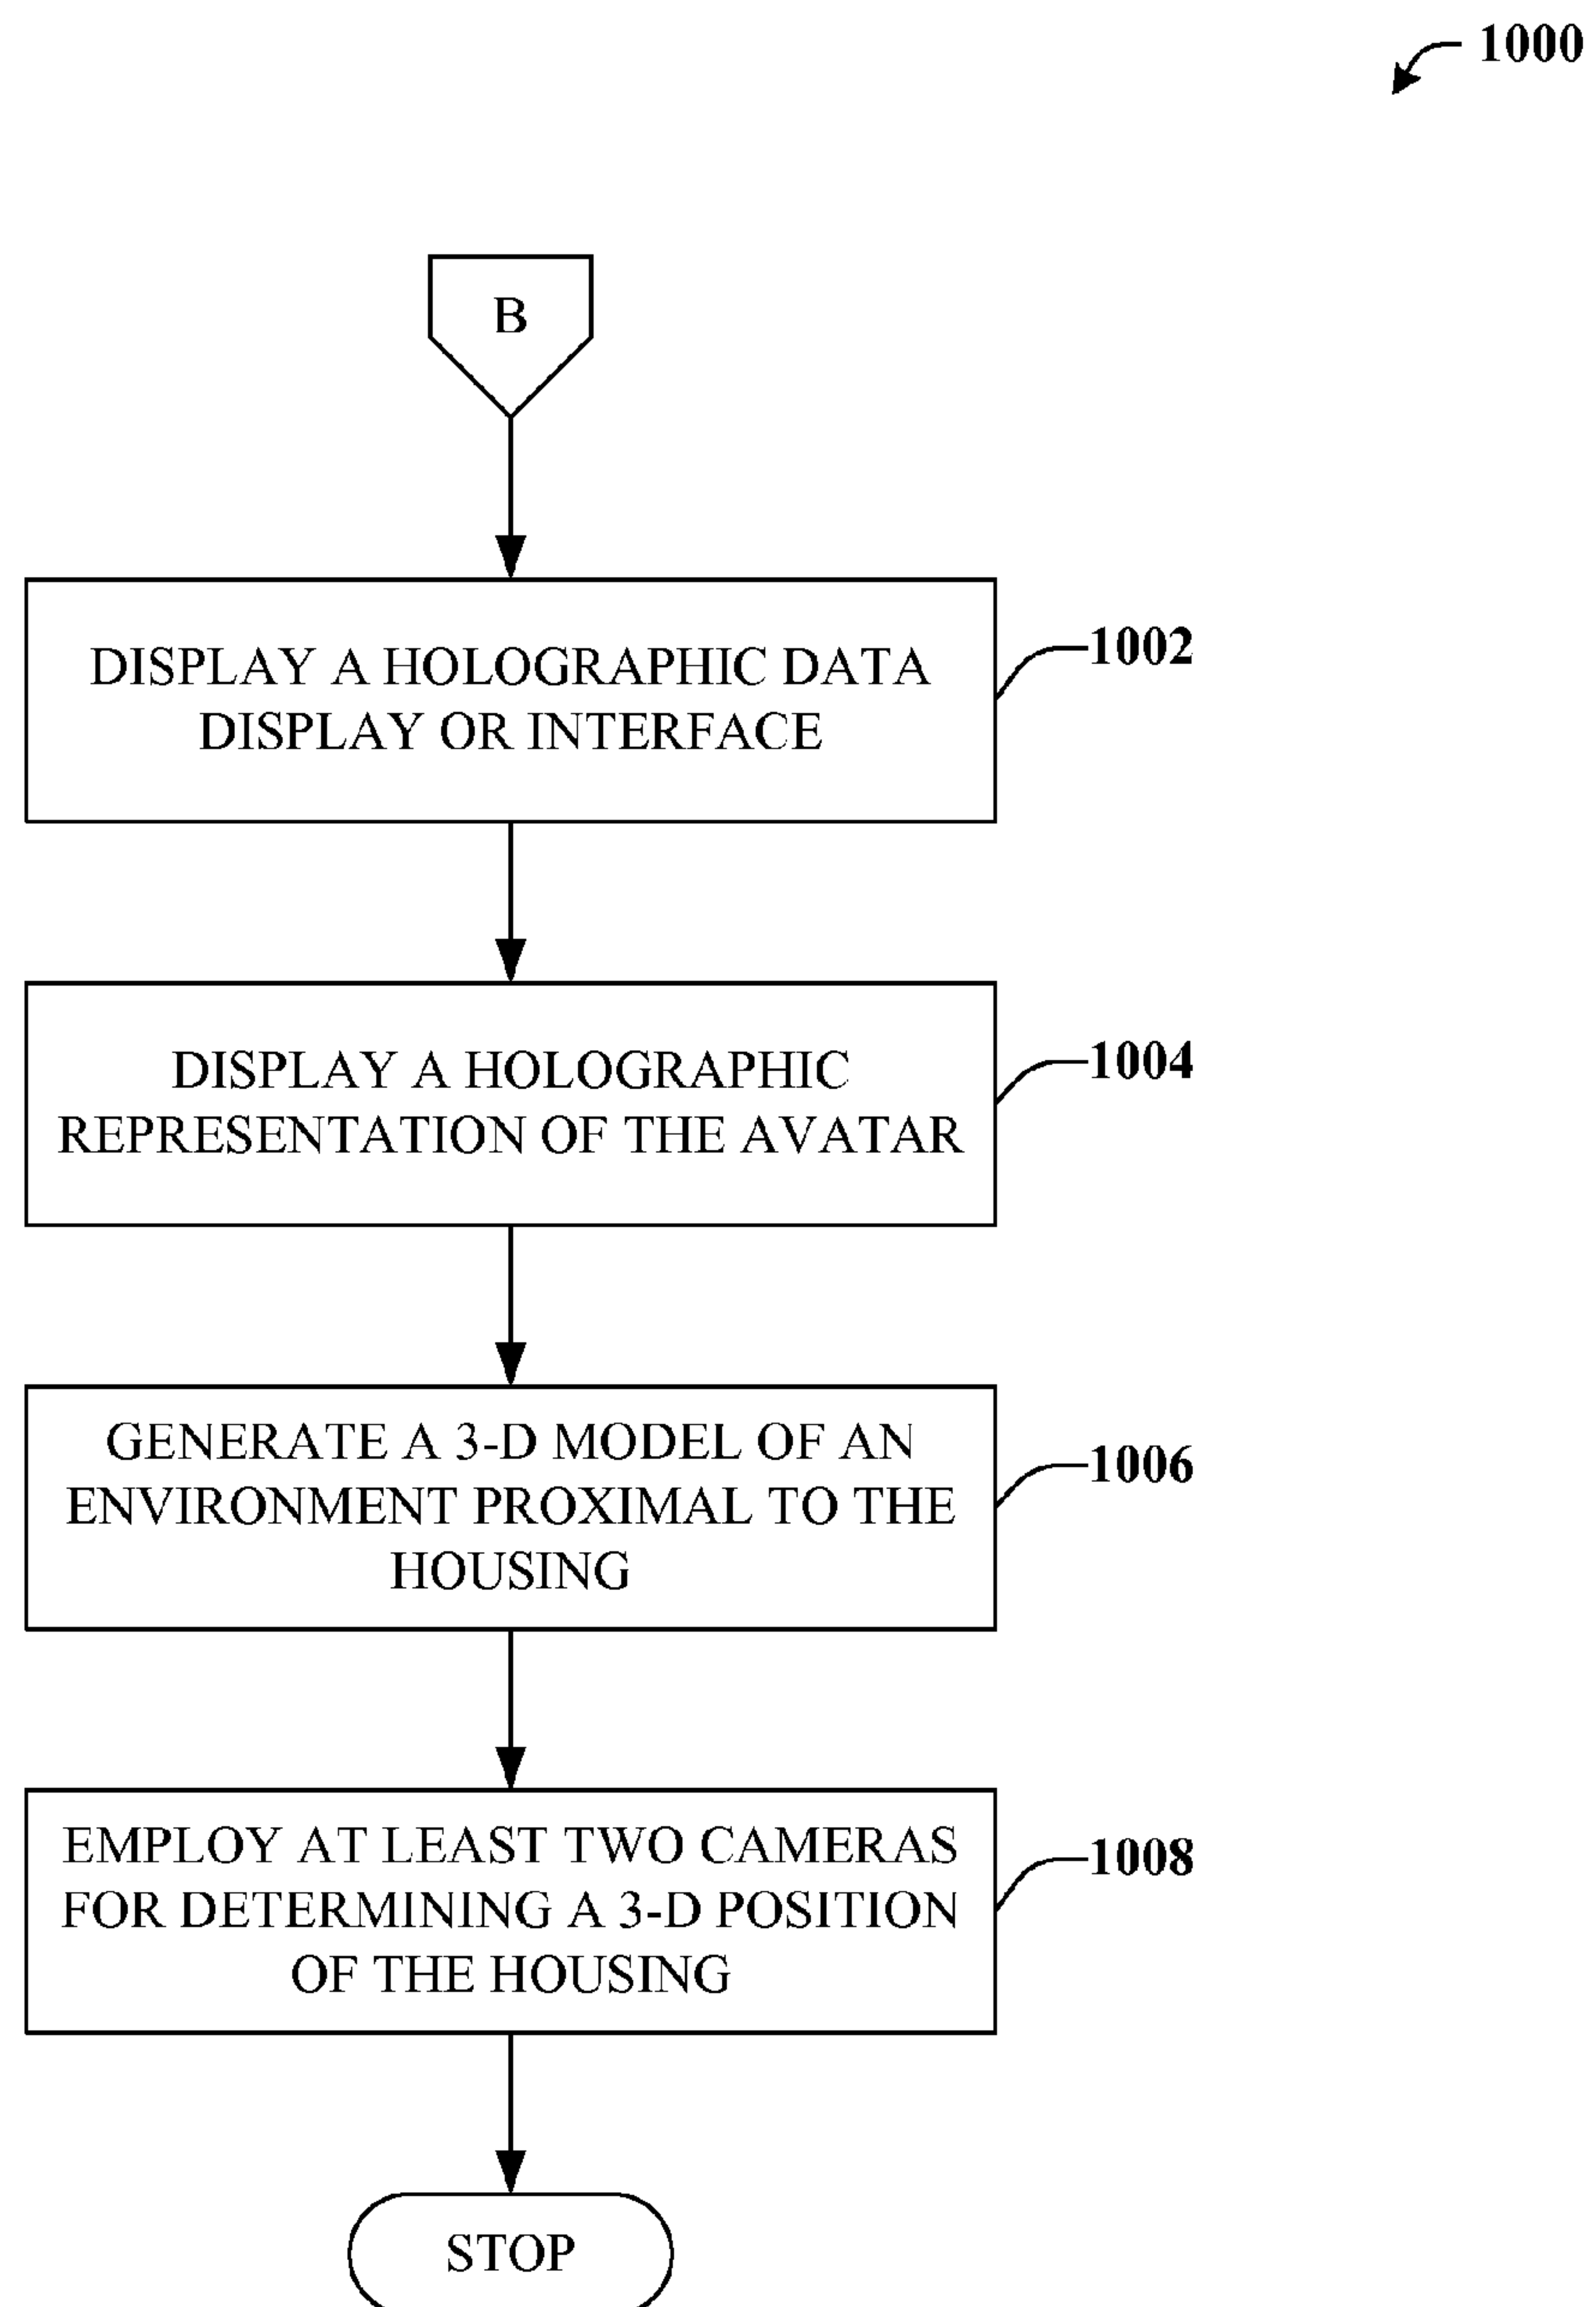 1000
B
DISPLAY A HOLOGRAPHIC DATA
DISPLAY OR INTERFACE
1002
DISPLAY A HOLOGRAPHIC
REPRESENTATION OF THE AVATAR
1004
GENERATE A 3-D MODEL OF AN
ENVIRONMENT PROXIMAL TO THE
HOUSING
1006
EMPLOY AT LEAST TWO CAMERAS
FOR DETERMINING A 3-D POSITION
OF THE HOUSING
1008
STOP